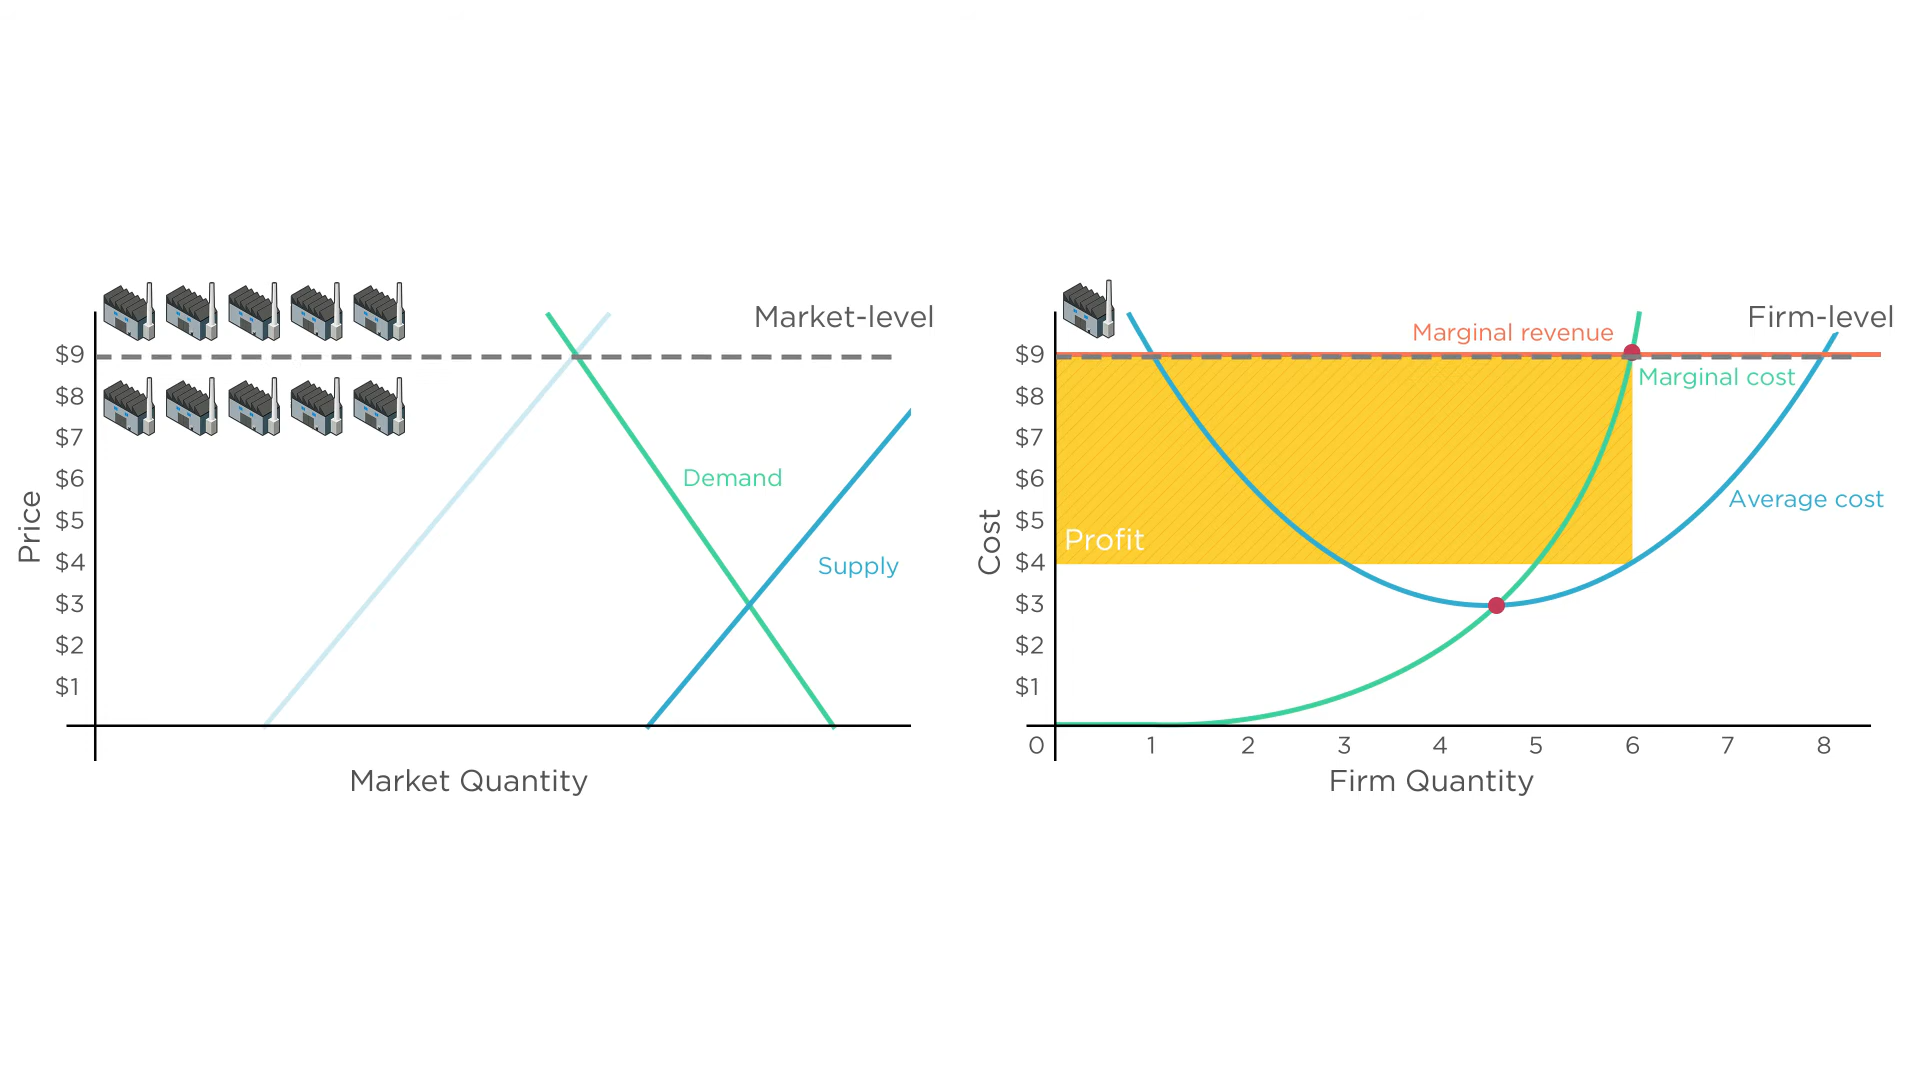 Market-level
$9
$8
$7
$6
$5
$4
$3
$2
$1
Price
Demand
Supply
Market Quantity
Firm-level
Marginal revenue
$9
$8
$7
$6
$5
$4
$3
$2
$1
Cost
Marginal cost
Average cost
Profit
0 1 2 3 4 5 6 7 8
Firm Quantity